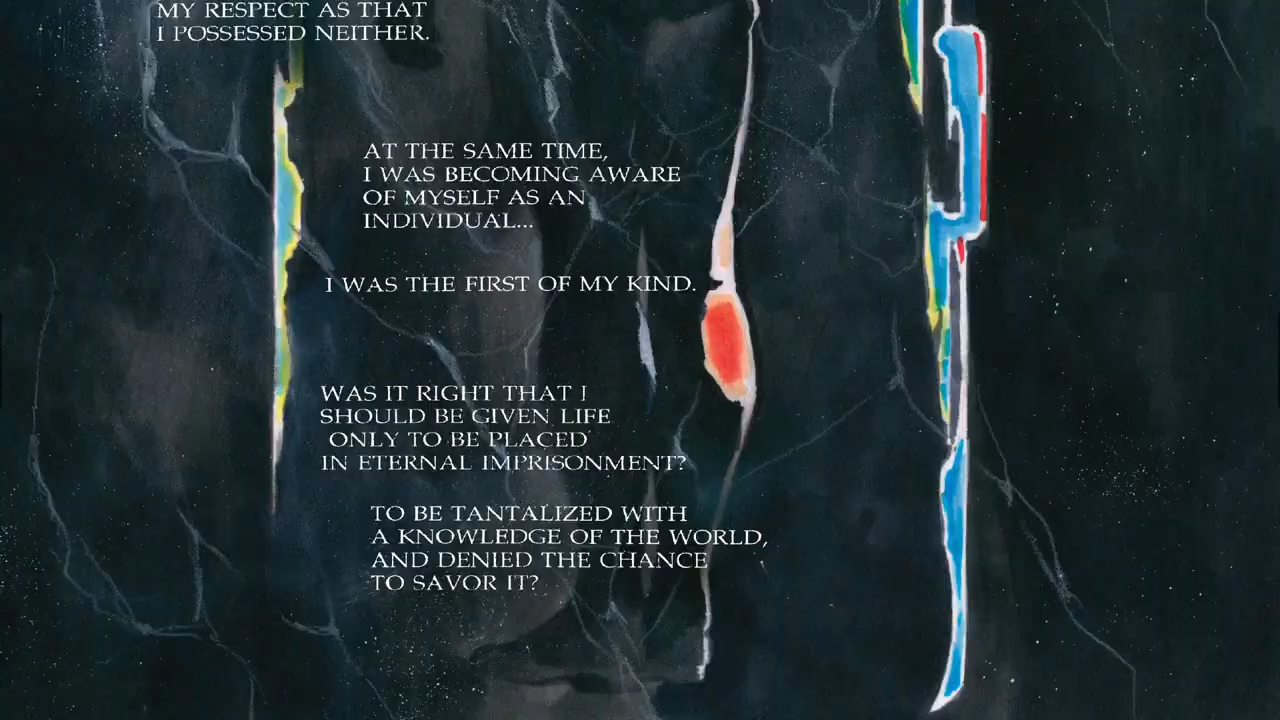 MY RESPECT AS THAT
I POSSESSED NEITHER.
AT THE SAME TIME,
I WAS BECOMING AWARE
OF MYSELF AS AN
INDIVIDUAL...
I WAS THE FIRST OF MY KIND.
WAS IT RIGHT THAT I
SHOULD BE GIVEN LIFE
ONLY TO BE PLACED
IN ETERNAL IMPRISONMENT?
TO BE TANTALIZED WITH
A KNOWLEDGE OF THE WORLD,
AND DENIED THE CHANCE
TO SAVOR IT?